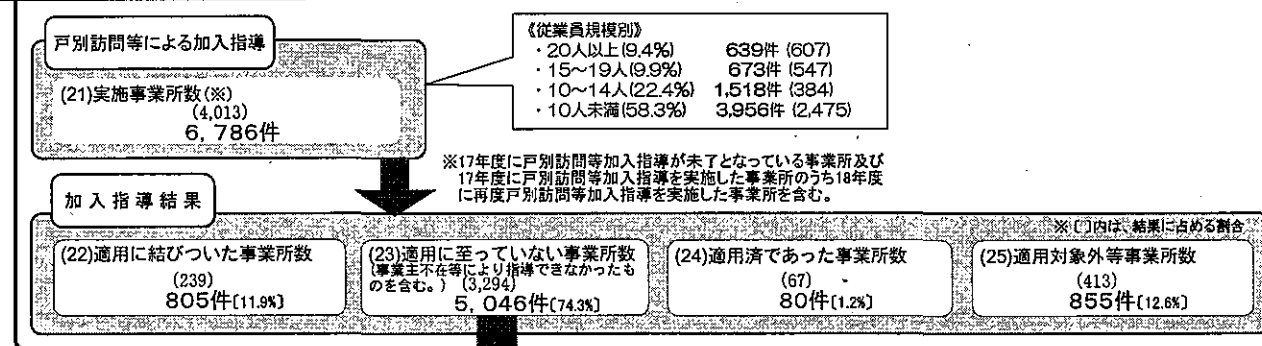 戸別訪問等による加入指導
(21)実施事業所数(※)
(4,013)
6,786件
《従業員規模別》
・20人以上(9.4%) 639件 (607)
・15～19人(9.9%) 673件 (547)
・10～14人(22.4%) 1,518件 (384)
・10人未満(58.3%) 3,956件 (2,475)
※17年度に戸別訪問等加入指導が未了となっている事業所及び
17年度に戸別訪問等加入指導を実施した事業所のうち18年度
に再度戸別訪問等加入指導を実施した事業所を含む。
加入指導結果
※〔〕内は、結果に占める割合
(22)適用に結びついた事業所数
(239)
805件〔11.9%〕
(23)適用に至っていない事業所数
(事業主不在等により指導できなかったも
のを含む。) (3,294)
5,046件〔74.3%〕
(24)適用済であった事業所数
(67)
80件〔1.2%〕
(25)適用対象外等事業所数
(413)
855件〔12.6%〕